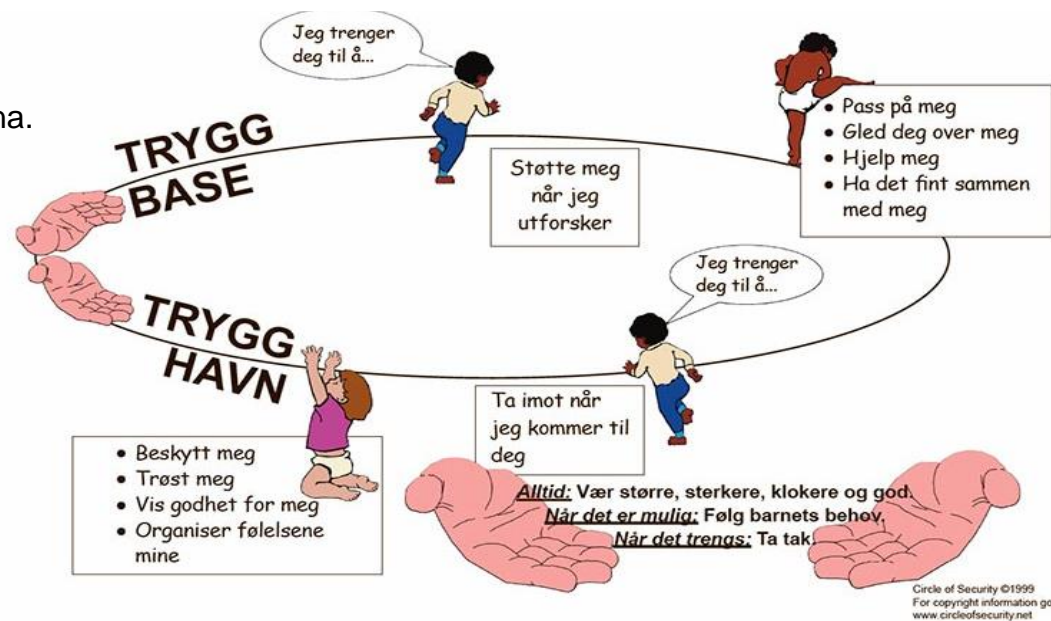 na.
Jeg trenger
deg til å...
TRYGG
BASE
Støtte meg
når jeg
utforsker
• Pass på meg
• Gled deg over meg
• Hjelp meg
• Ha det fint sammen
med meg
Jeg trenger
deg til å...
TRYGG
HAVN
Ta imot når
jeg kommer til
deg
• Beskytt meg
• Trøst meg
• Vis godhet for meg
• Organiser følelsene
mine
Alltid: Vær større, sterkere, klokere og god.
Når det er mulig: Følg barnets behov.
Når det trengs: Ta tak.
Circle of Security ©1999
For copyright information go
www.circleofsecurity.net